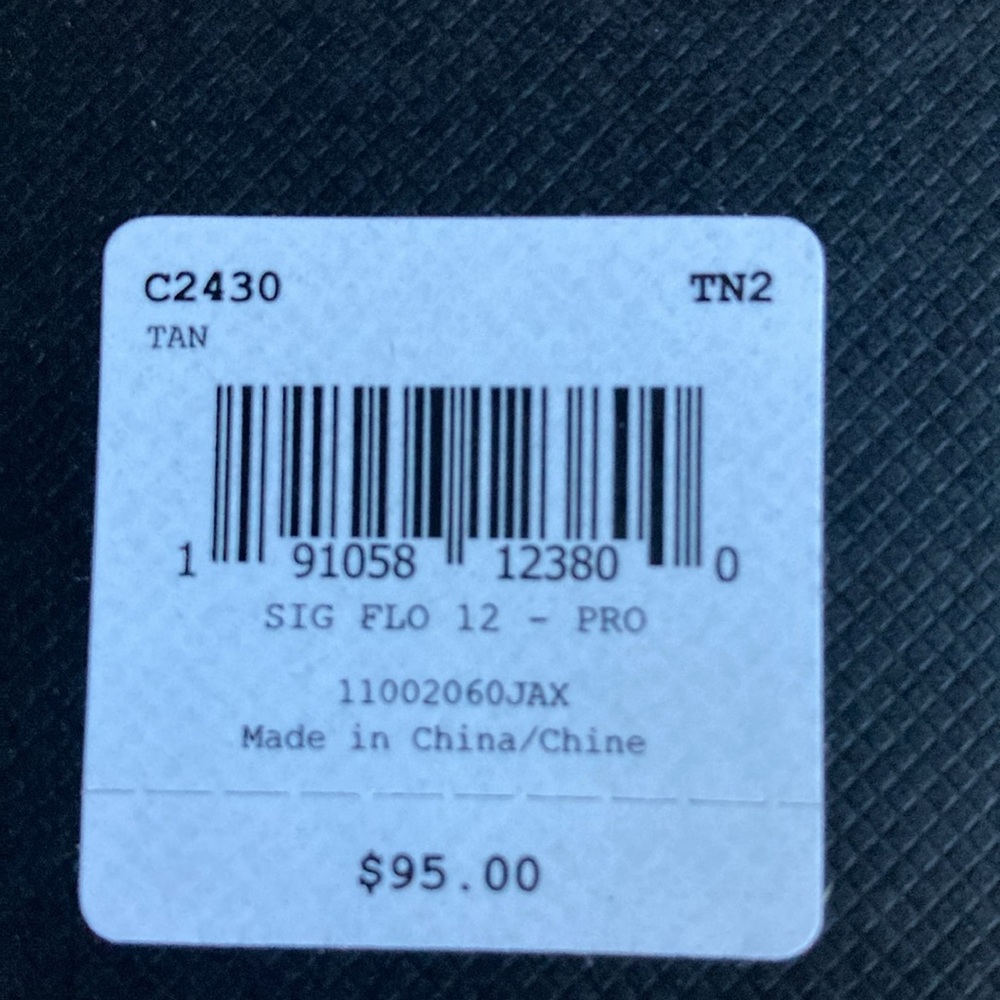 C2430 TN2
TAN
1 91058 12380 0
SIG FLO 12 - PRO
11002060JAX
Made in China/Chine
$95.00